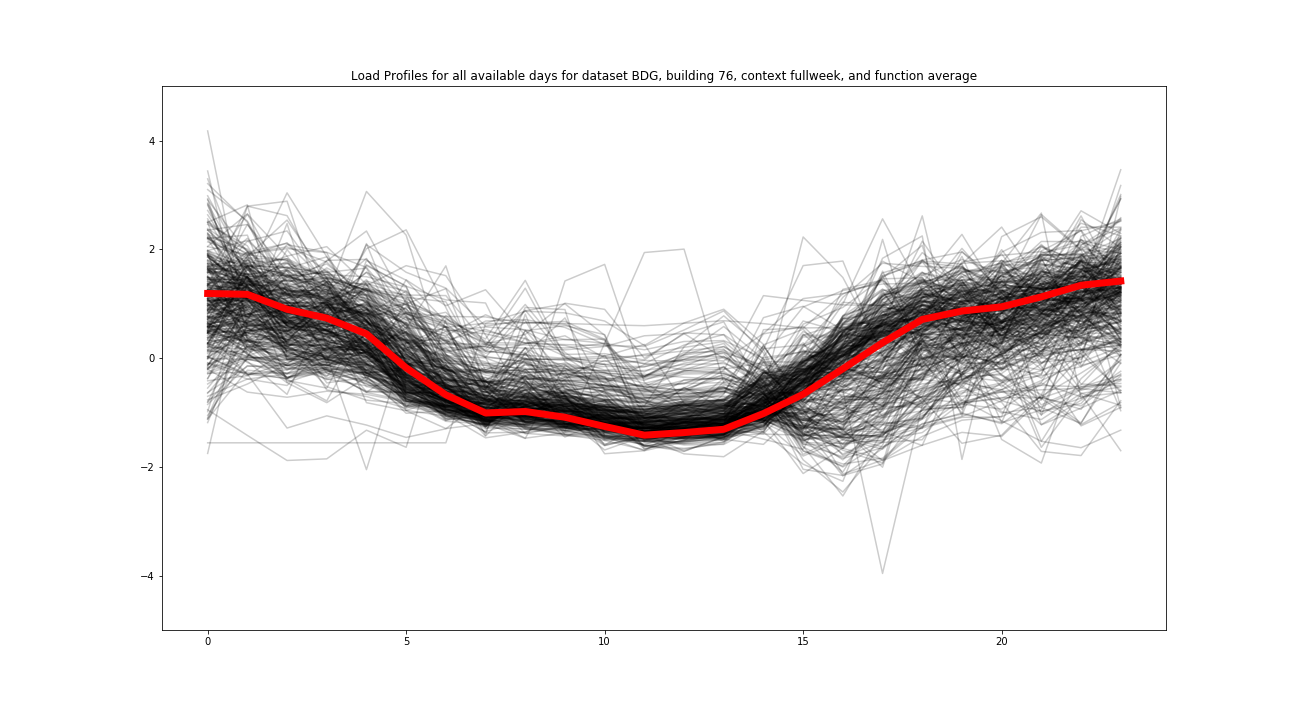 Load Profiles for all available days for dataset BDG, building 76, context fullweek, and function average
4
2
0
−2
−4
0 5 10 15 20